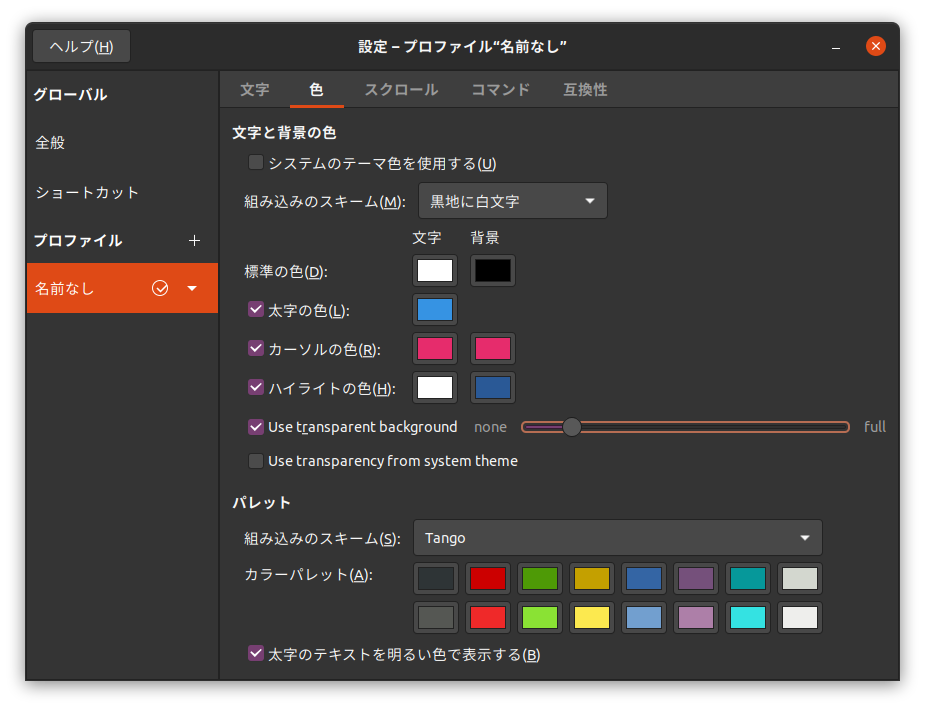 ヘルプ(H)
設定 – プロファイル“名前なし”
グローバル
全般
ショートカット
プロファイル
名前なし
文字 色 スクロール コマンド 互換性
文字と背景の色
システムのテーマ色を使用する(U)
組み込みのスキーム(M): 黒地に白文字
文字 背景
標準の色(D):
太字の色(L):
カーソルの色(R):
ハイライトの色(H):
Use transparent background none full
Use transparency from system theme
パレット
組み込みのスキーム(S): Tango
カラーパレット(A):
太字のテキストを明るい色で表示する(B)